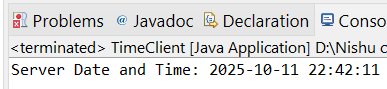 Problems @ Javadoc Declaration Conso
<terminated> TimeClient [Java Application] D:\Nishu o
Server Date and Time: 2025-10-11 22:42:11